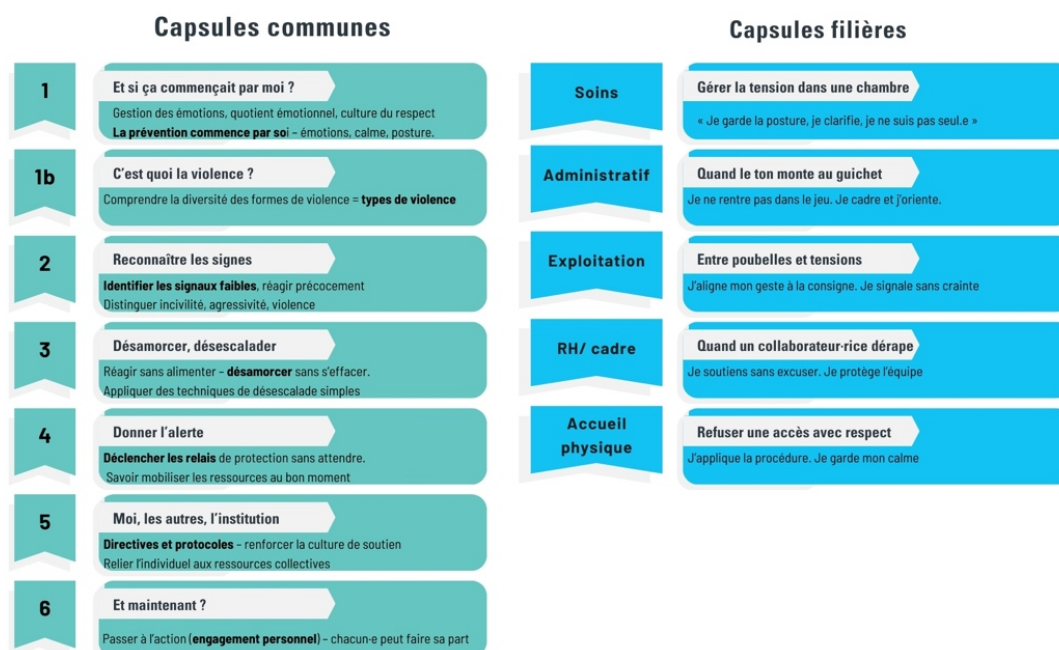 Capsules communes
1
Et si ça commençait par moi ?
Gestion des émotions, quotient émotionnel, culture du respect
La prévention commence par soi – émotions, calme, posture.
1b
C'est quoi la violence ?
Comprendre la diversité des formes de violence = types de violence
2
Reconnaître les signes
Identifier les signaux faibles, réagir précocement
Distinguer incivilité, agressivité, violence
3
Désamorcer, désescalader
Réagir sans alimenter – désamorcer sans s'effacer.
Appliquer des techniques de désescalade simples
4
Donner l'alerte
Déclencher les relais de protection sans attendre.
Savoir mobiliser les ressources au bon moment
5
Moi, les autres, l'institution
Directives et protocoles – renforcer la culture de soutien
Relier l'individuel aux ressources collectives
6
Et maintenant ?
Passer à l'action (engagement personnel) – chacun·e peut faire sa part
Capsules filières
Soins
Gérer la tension dans une chambre
« Je garde la posture, je clarifie, je ne suis pas seul.e »
Administratif
Quand le ton monte au guichet
Je ne rentre pas dans le jeu. Je cadre et j'oriente.
Exploitation
Entre poubelles et tensions
J'aligne mon geste à la consigne. Je signale sans crainte
RH/ cadre
Quand un collaborateur·rice dérape
Je soutiens sans excuser. Je protège l'équipe
Accueil
physique
Refuser une accès avec respect
J'applique la procédure. Je garde mon calme